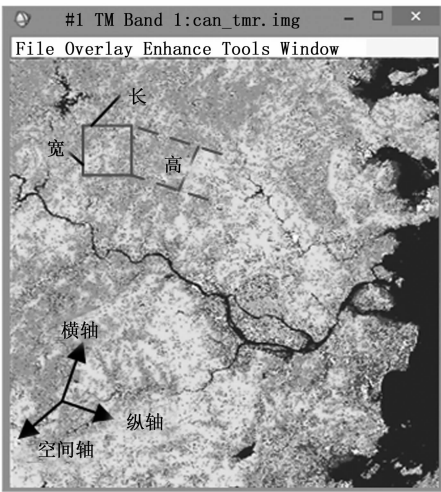 #1 TM Band 1:can_tmr.img
File Overlay Enhance Tools Window
长
宽
高
横轴
纵轴
空间轴